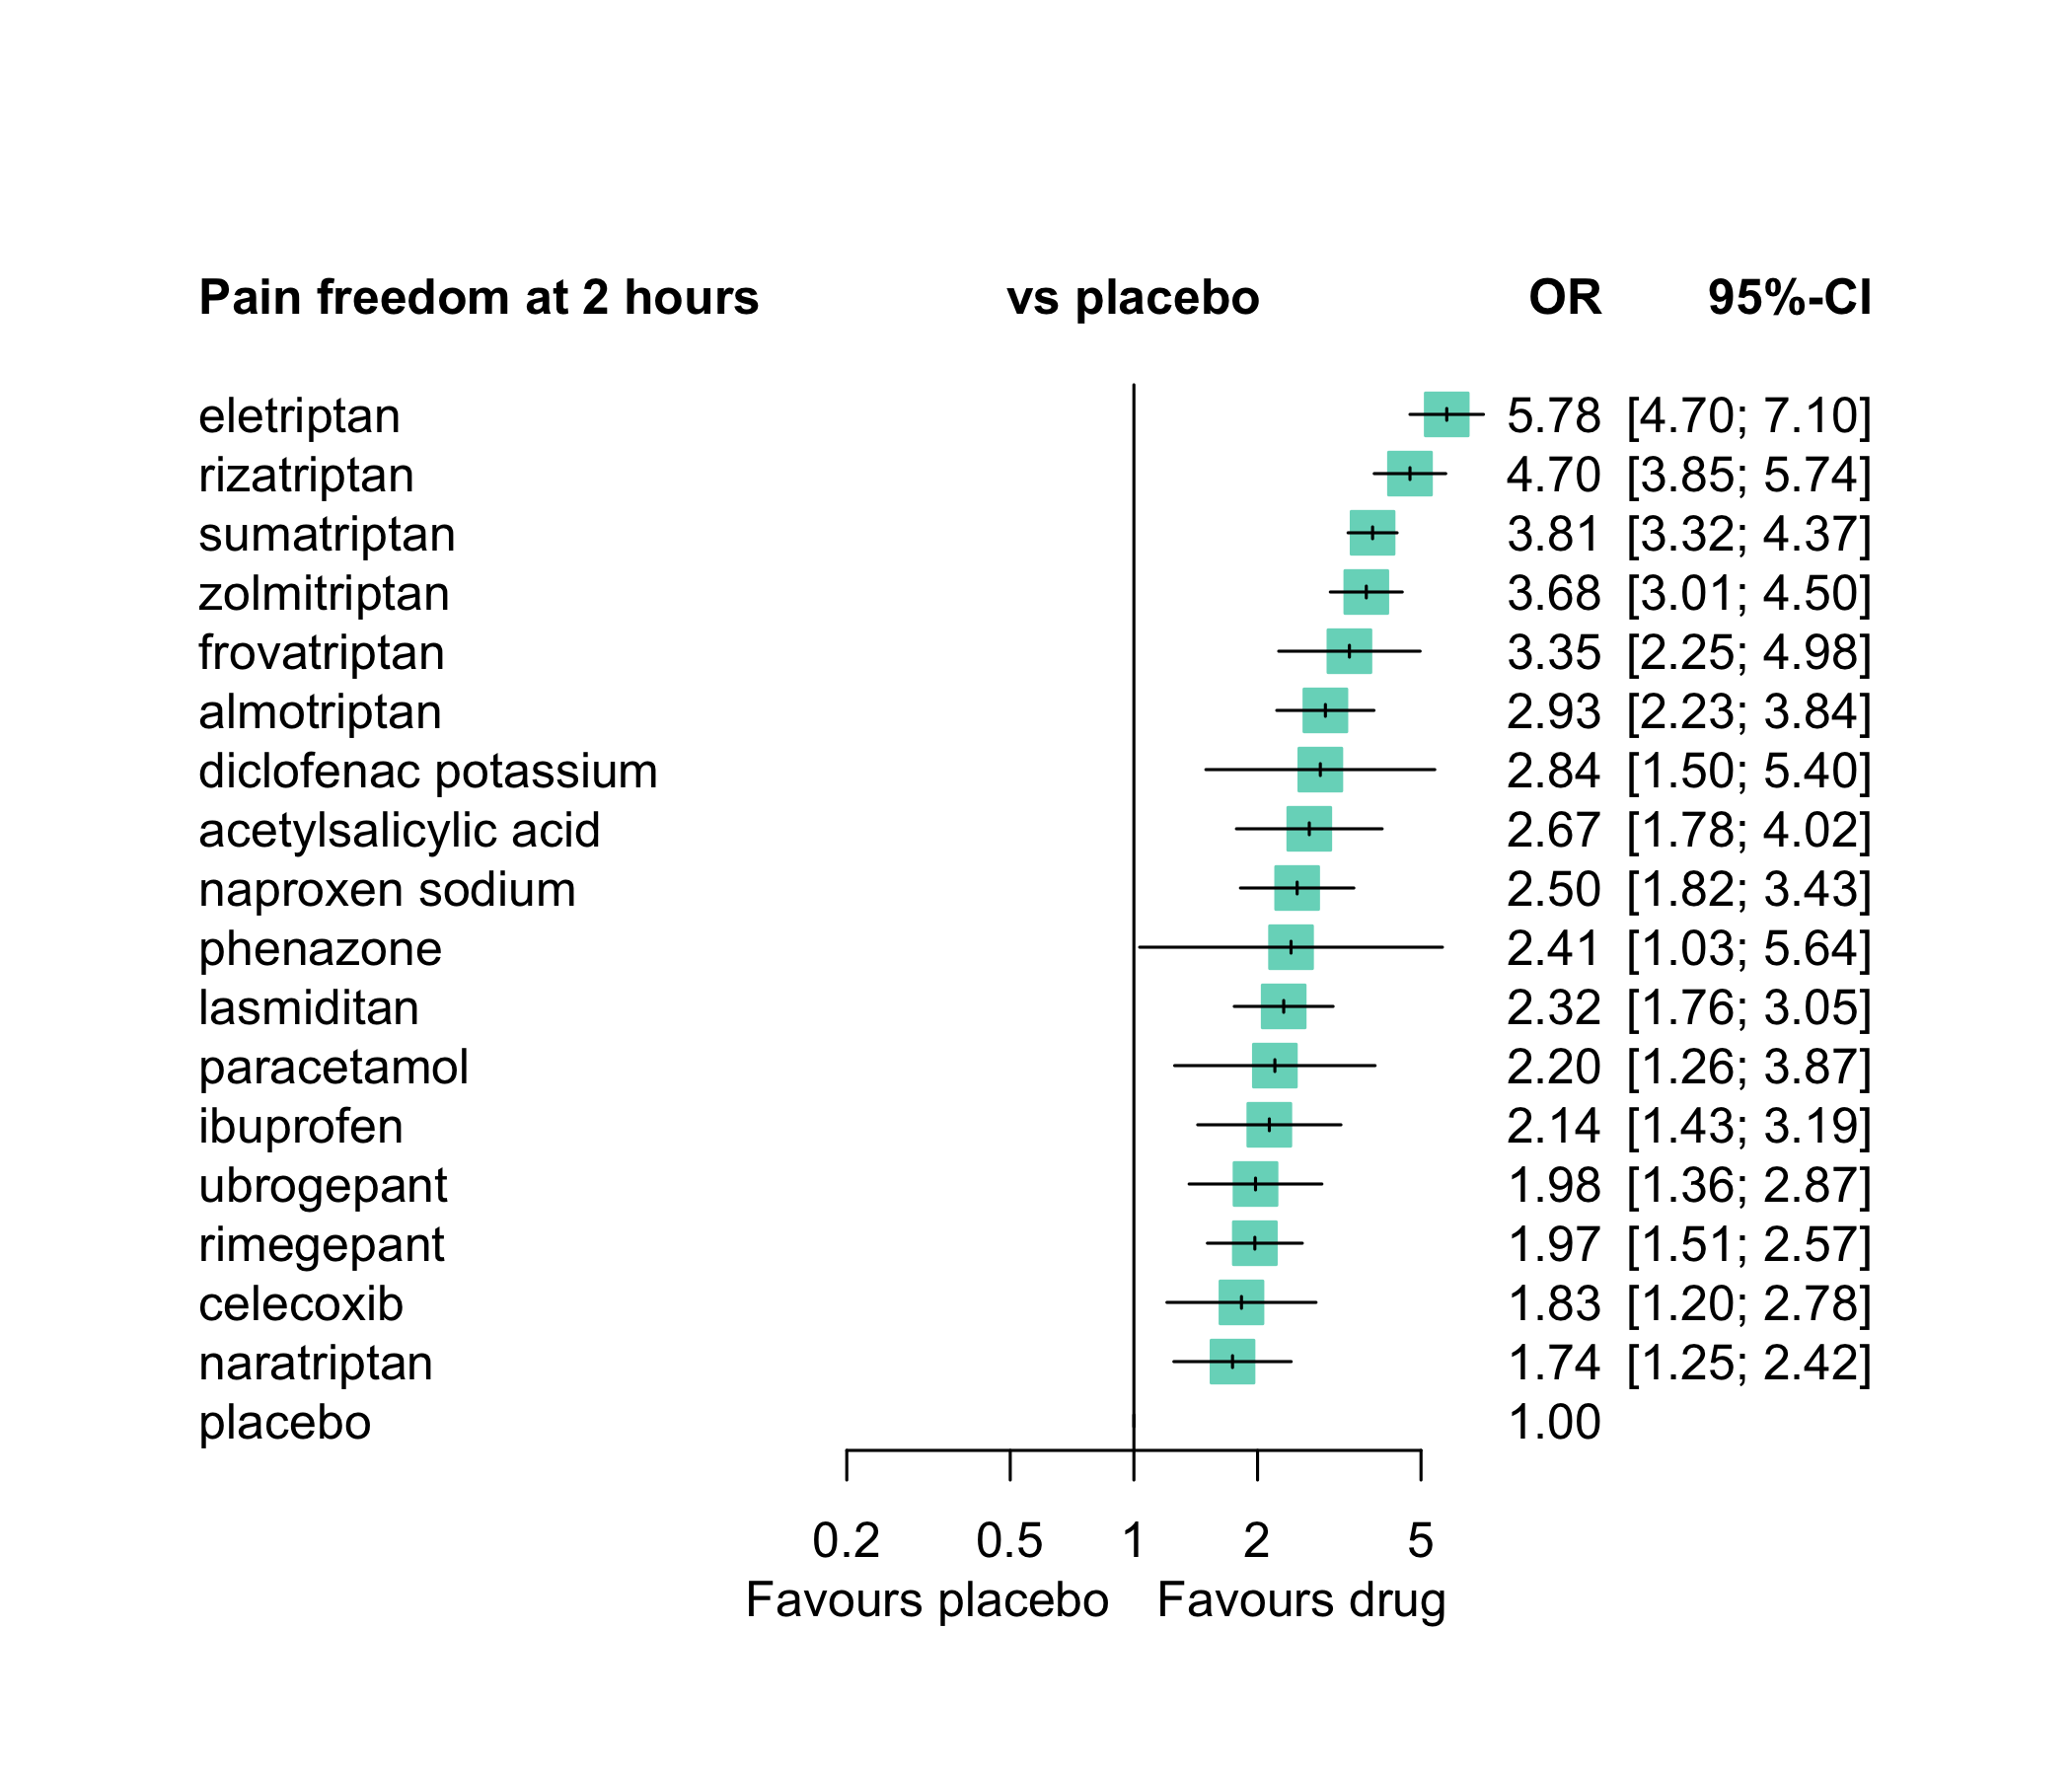 Pain freedom at 2 hours vs placebo OR 95%-CI
eletriptan 5.78 [4.70; 7.10]
rizatriptan 4.70 [3.85; 5.74]
sumatriptan 3.81 [3.32; 4.37]
zolmitriptan 3.68 [3.01; 4.50]
frovatriptan 3.35 [2.25; 4.98]
almotriptan 2.93 [2.23; 3.84]
diclofenac potassium 2.84 [1.50; 5.40]
acetylsalicylic acid 2.67 [1.78; 4.02]
naproxen sodium 2.50 [1.82; 3.43]
phenazone 2.41 [1.03; 5.64]
lasmiditan 2.32 [1.76; 3.05]
paracetamol 2.20 [1.26; 3.87]
ibuprofen 2.14 [1.43; 3.19]
ubrogepant 1.98 [1.36; 2.87]
rimegepant 1.97 [1.51; 2.57]
celecoxib 1.83 [1.20; 2.78]
naratriptan 1.74 [1.25; 2.42]
placebo 1.00
0.2 0.5 1 2 5
Favours placebo Favours drug